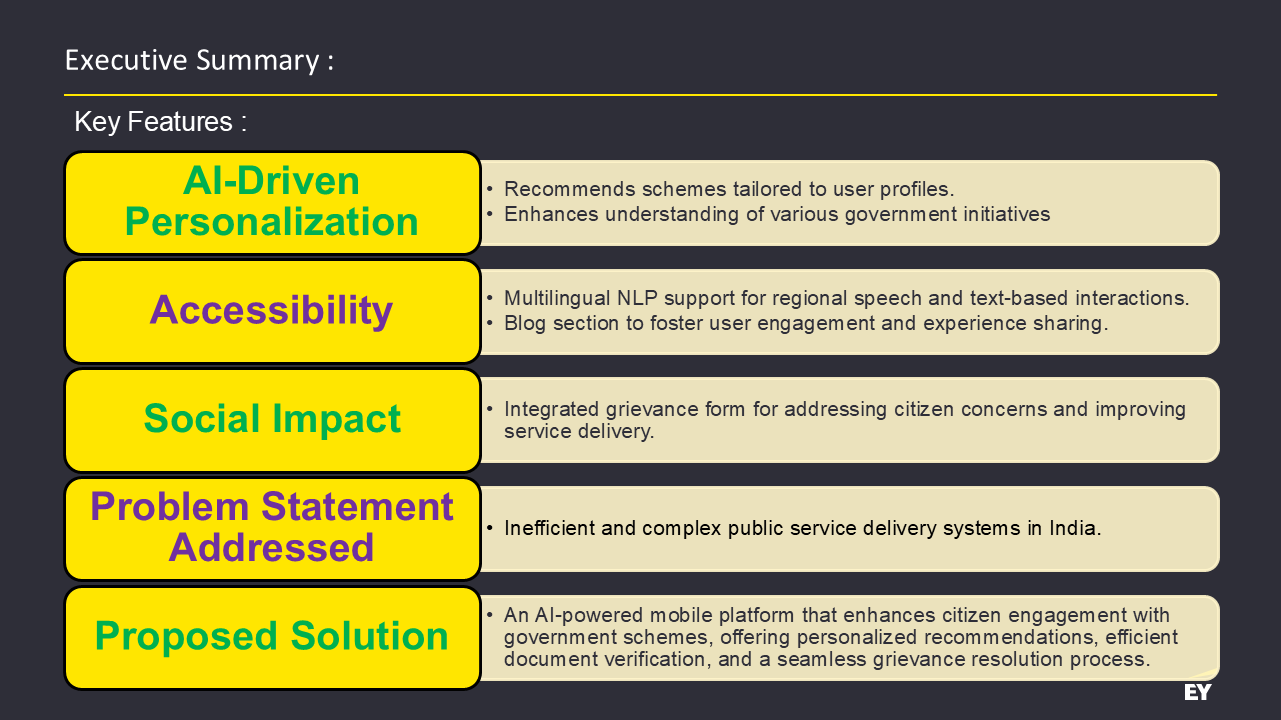 Executive Summary :
Key Features :
AI-Driven
Personalization
• Recommends schemes tailored to user profiles.
• Enhances understanding of various government initiatives
Accessibility
• Multilingual NLP support for regional speech and text-based interactions.
• Blog section to foster user engagement and experience sharing.
Social Impact
• Integrated grievance form for addressing citizen concerns and improving
service delivery.
Problem Statement
Addressed
• Inefficient and complex public service delivery systems in India.
Proposed Solution
• An AI-powered mobile platform that enhances citizen engagement with
government schemes, offering personalized recommendations, efficient
document verification, and a seamless grievance resolution process.
EY